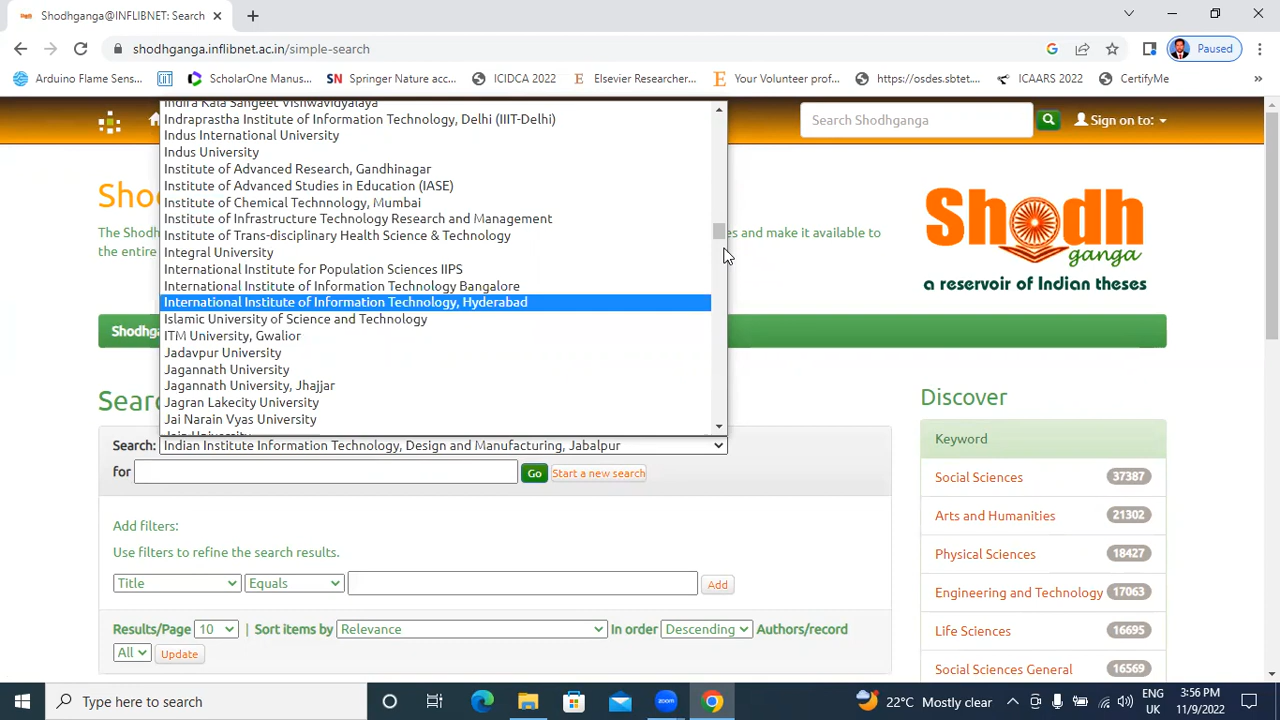 Shodhganga@INFLIBNET: Search
shodhganga.inflibnet.ac.in/simple-search
Paused
Arduino Flame Sens...
ScholarOne Manus...
SN Springer Nature acc...
ICIDCA 2022
E Elsevier Researcher...
E Your Volunteer prof...
https://osdes.sbtet....
ICAARS 2022
CertifyMe
»
Search Shodhganga
Sign on to:
Indira Kala Sangeet Vishwavidyalaya
Indraprastha Institute of Information Technology, Delhi (IIIT-Delhi)
Indus International University
Indus University
Institute of Advanced Research, Gandhinagar
Institute of Advanced Studies in Education (IASE)
Institute of Chemical Technnology, Mumbai
Institute of Infrastructure Technology Research and Management
Institute of Trans-disciplinary Health Science & Technology
Integral University
International Institute for Population Sciences IIPS
International Institute of Information Technology Bangalore
International Institute of Information Technology, Hyderabad
Islamic University of Science and Technology
ITM University, Gwalior
Jadavpur University
Jagannath University
Jagannath University, Jhajjar
Jagran Lakecity University
Jai Narain Vyas University
The Shodh
es and make it available to
the entire
Shodh
ganga
a reservoir of Indian theses
Search: Indian Institute Information Technology, Design and Manufacturing, Jabalpur
for
Go
Start a new search
Add filters:
Use filters to refine the search results.
Title
Equals
Add
Results/Page 10 | Sort items by Relevance In order Descending Authors/record
All Update
Discover
Keyword
Social Sciences 37387
Arts and Humanities 21302
Physical Sciences 18427
Engineering and Technology 17063
Life Sciences 16695
Social Sciences General 16569
Type here to search
zoom
22°C Mostly clear
ENG
UK
3:56 PM
11/9/2022